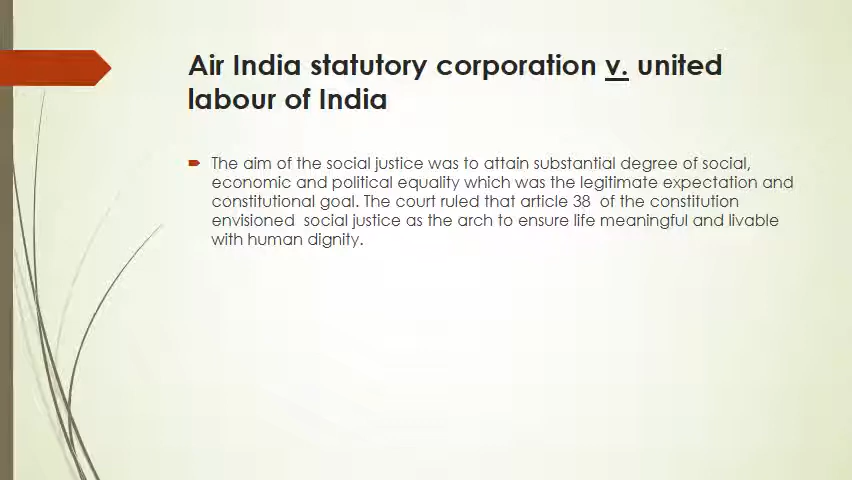 Air India statutory corporation v. united
labour of India
The aim of the social justice was to attain substantial degree of social,
economic and political equality which was the legitimate expectation and
constitutional goal. The court ruled that article 38  of the constitution
envisioned  social justice as the arch to ensure life meaningful and livable
with human dignity.